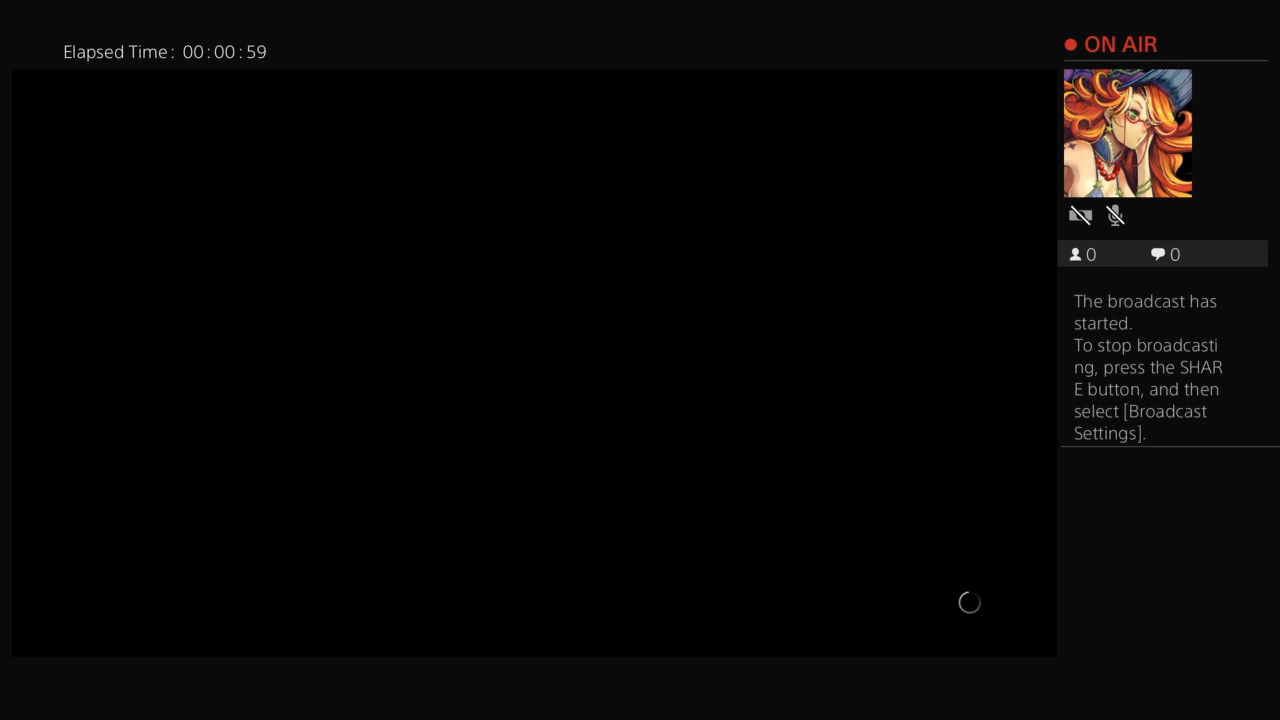 Elapsed Time: 00:00:59
ON AIR
0 0
The broadcast has
started.
To stop broadcasti
ng, press the SHAR
E button, and then
select [Broadcast
Settings].